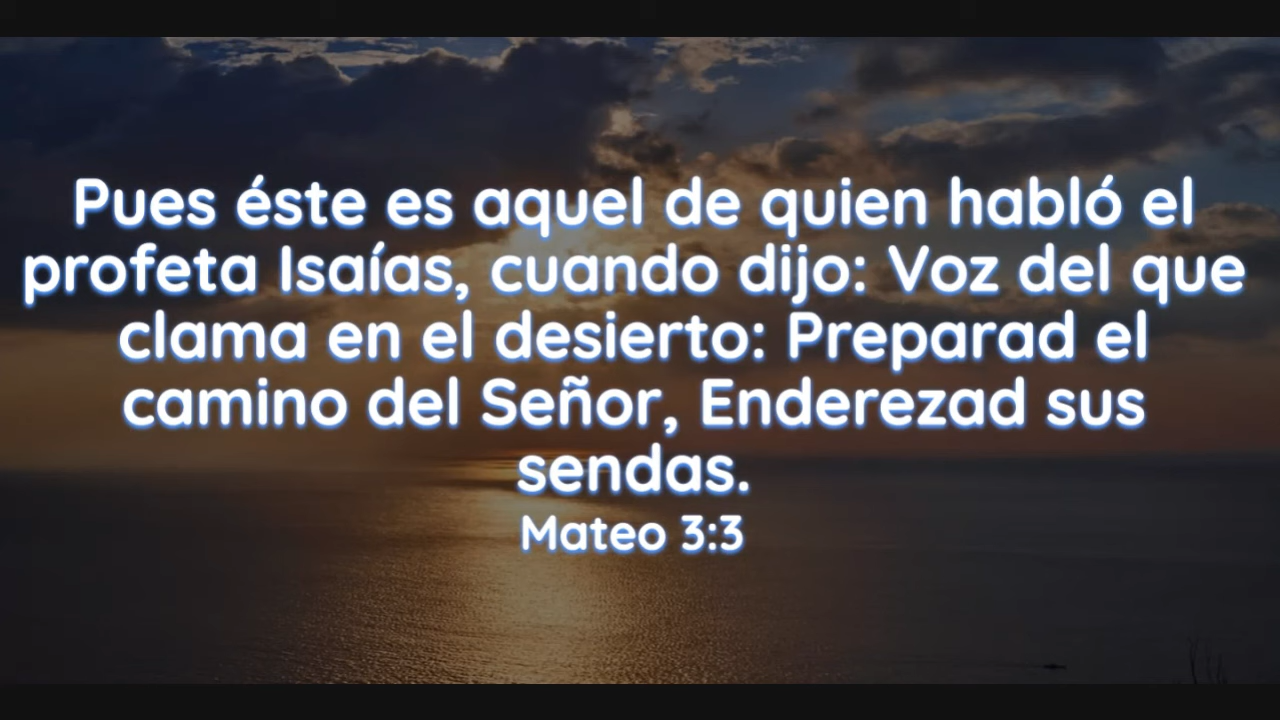 Pues éste es aquel de quien habló el
profeta Isaías, cuando dijo: Voz del que
clama en el desierto: Preparad el
camino del Señor, Enderezad sus
sendas.
Mateo 3:3